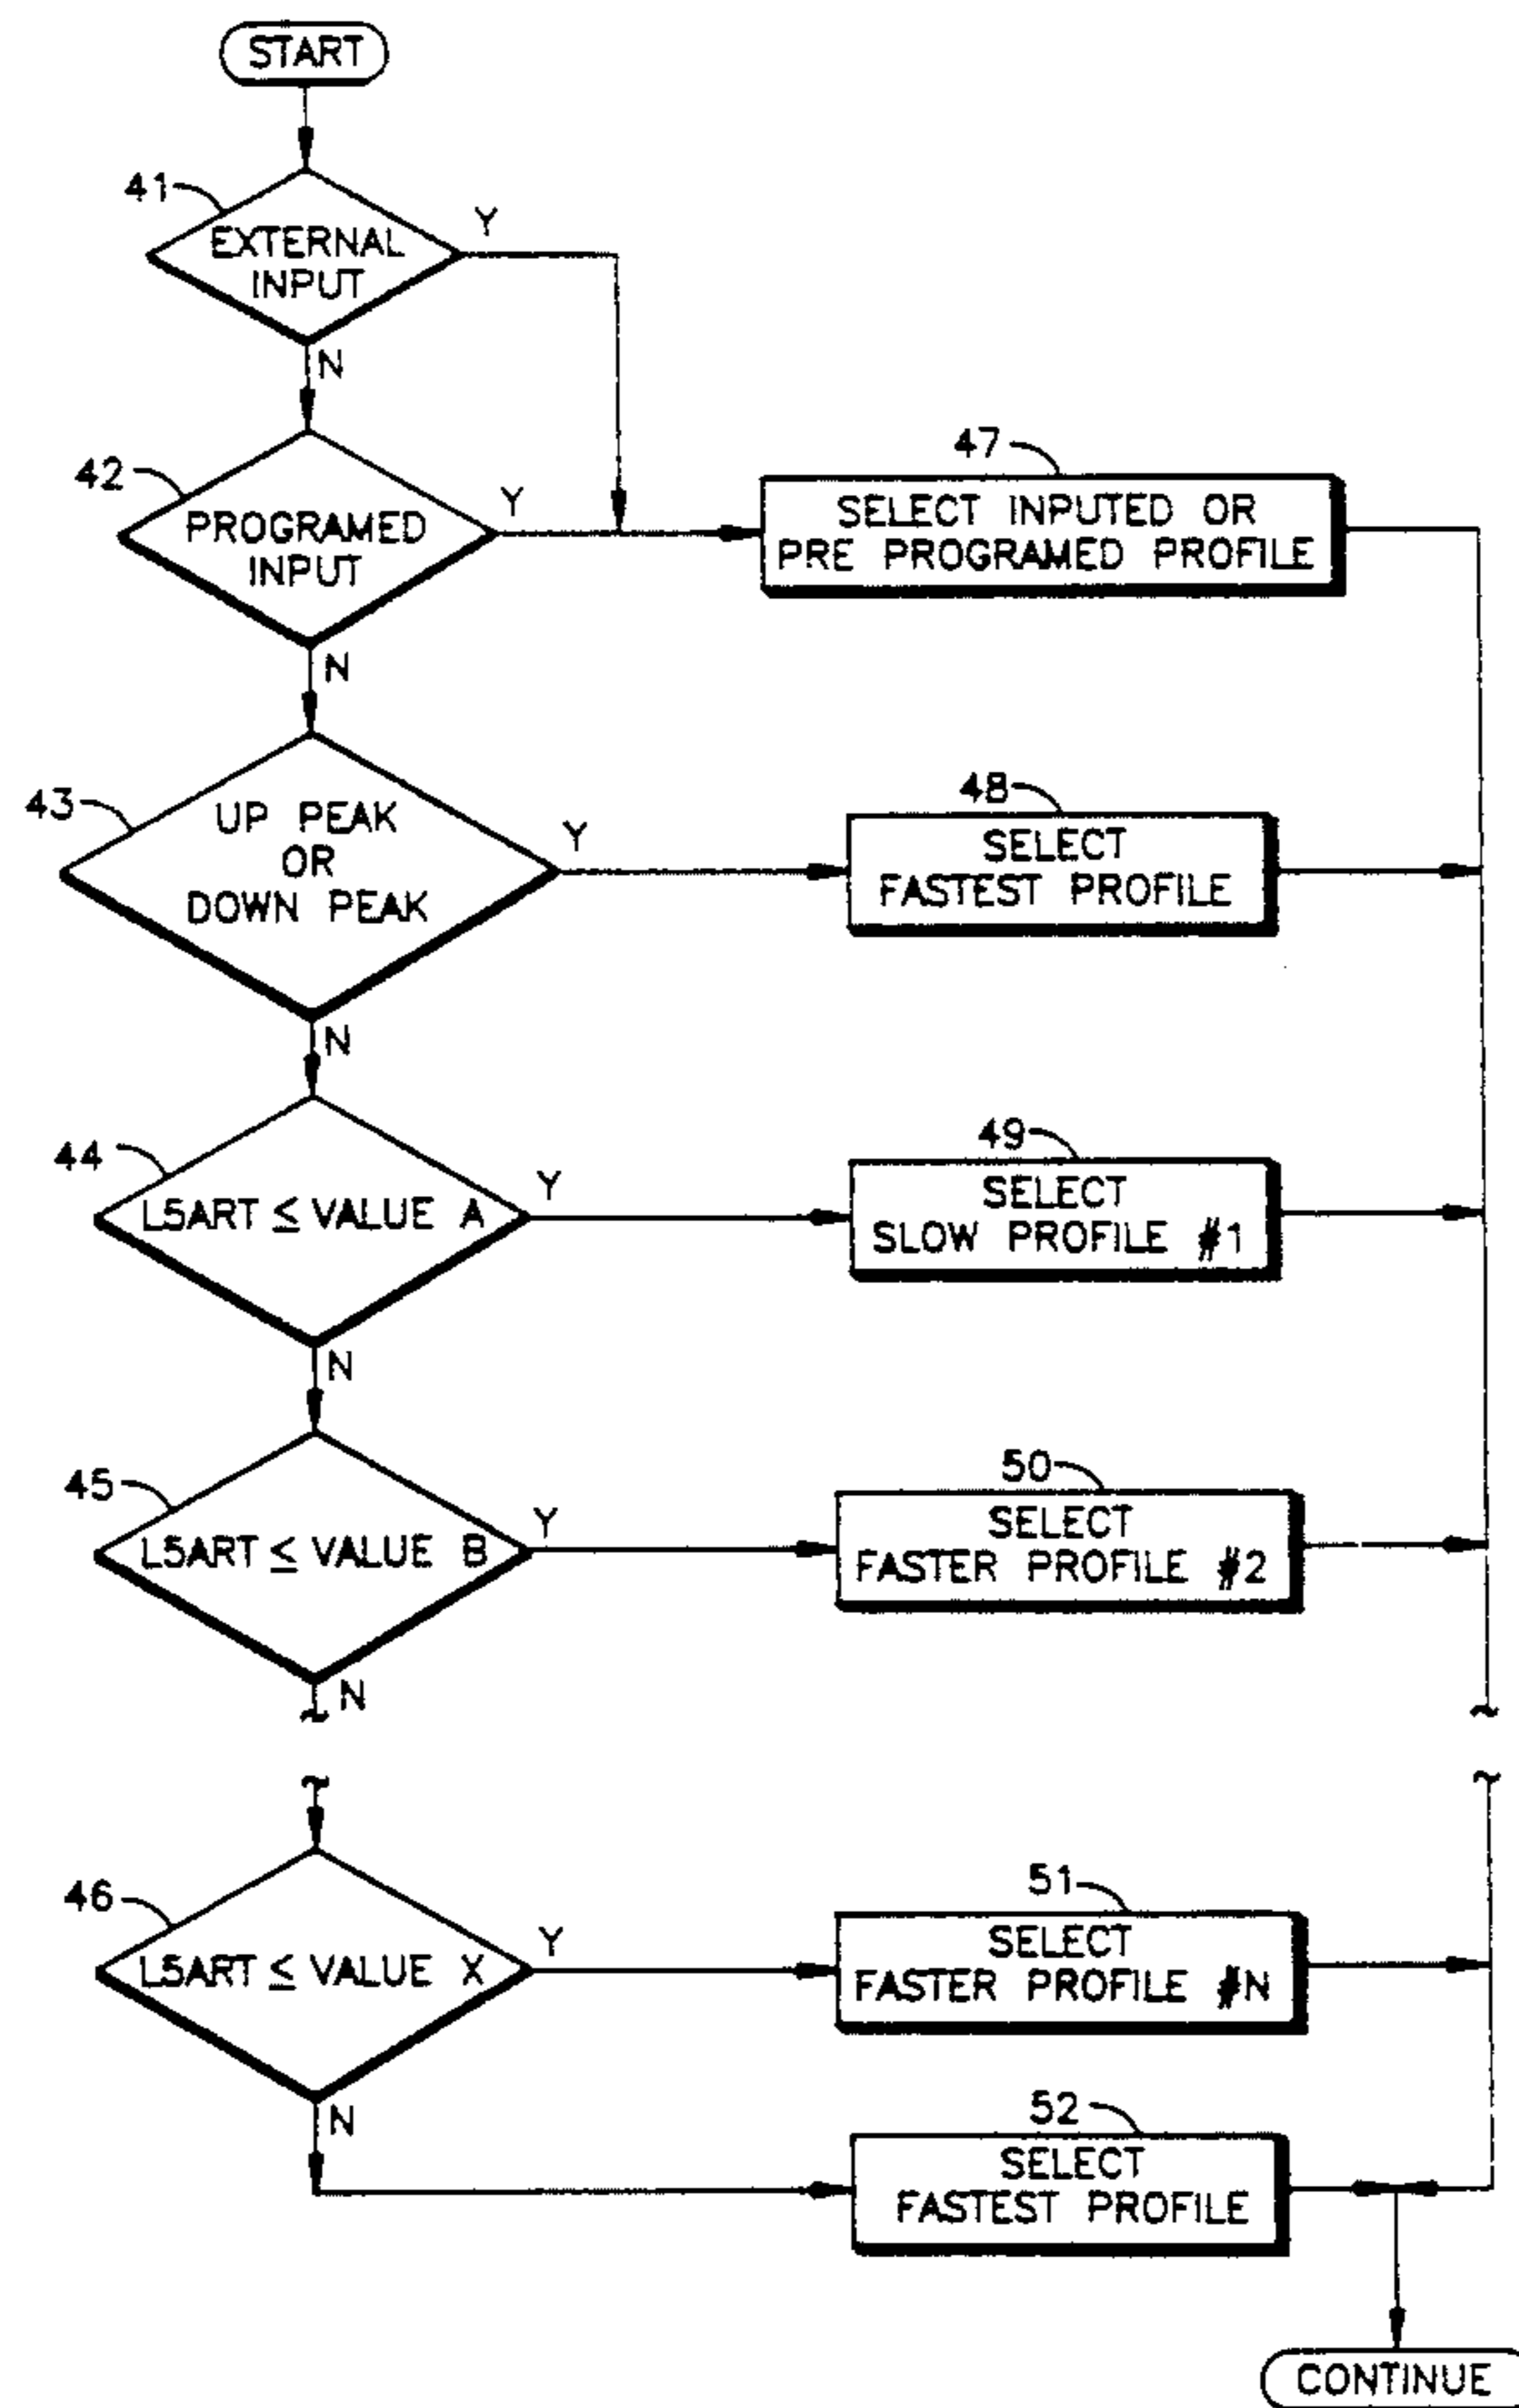 START
41
EXTERNAL
INPUT
Y
N
42
PROGRAMED
INPUT
Y
N
47
SELECT INPUTED OR
PRE PROGRAMED PROFILE
43
UP PEAK
OR
DOWN PEAK
Y
N
48
SELECT
FASTEST PROFILE
44
L5ART ≤ VALUE A
Y
N
49
SELECT
SLOW PROFILE #1
45
L5ART ≤ VALUE B
Y
N
50
SELECT
FASTER PROFILE #2
46
L5ART ≤ VALUE X
Y
N
51
SELECT
FASTER PROFILE #N
52
SELECT
FASTEST PROFILE
CONTINUE